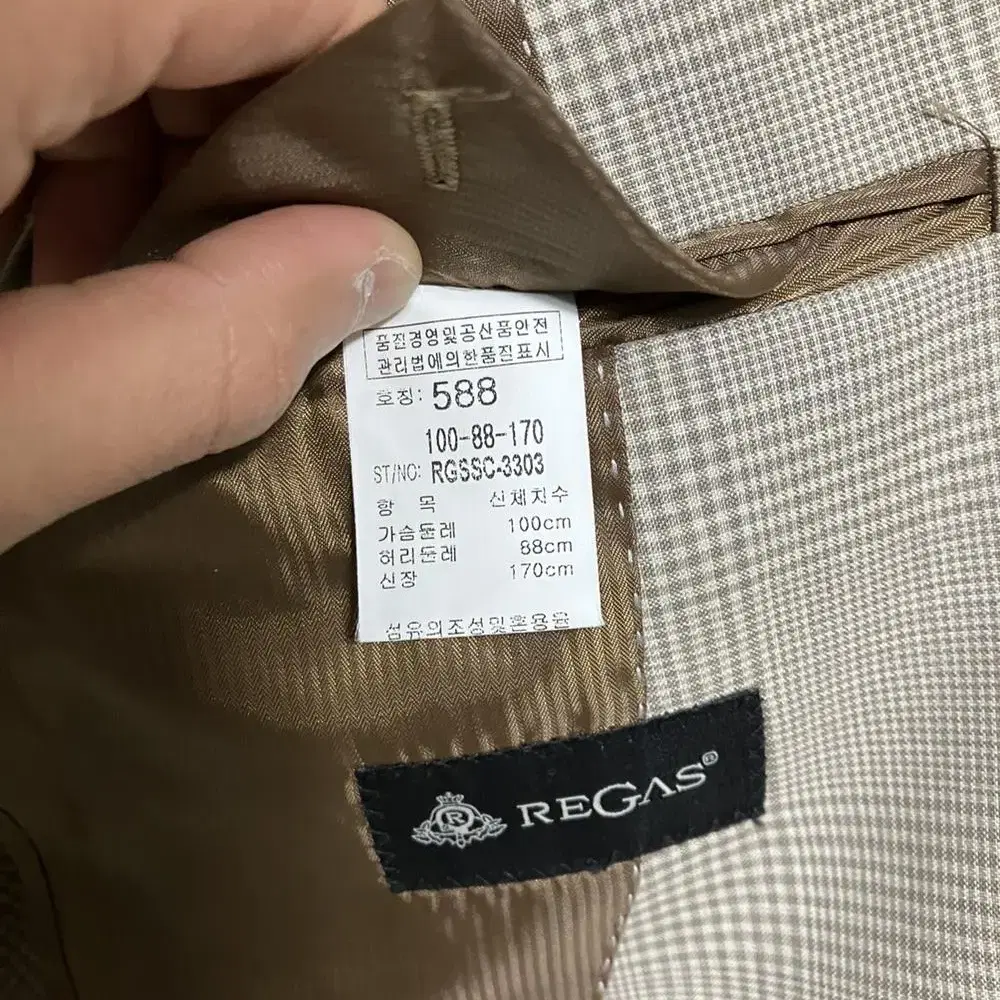 품질경영및공산품안전
관리법에의한품질표시
호칭: 588
100-88-170
ST/NO: RGSSC-3303
항 목 신체치수
가슴둘레 100cm
허리둘레 88cm
신장 170cm
섬유의조성및혼용율
R REGAS®